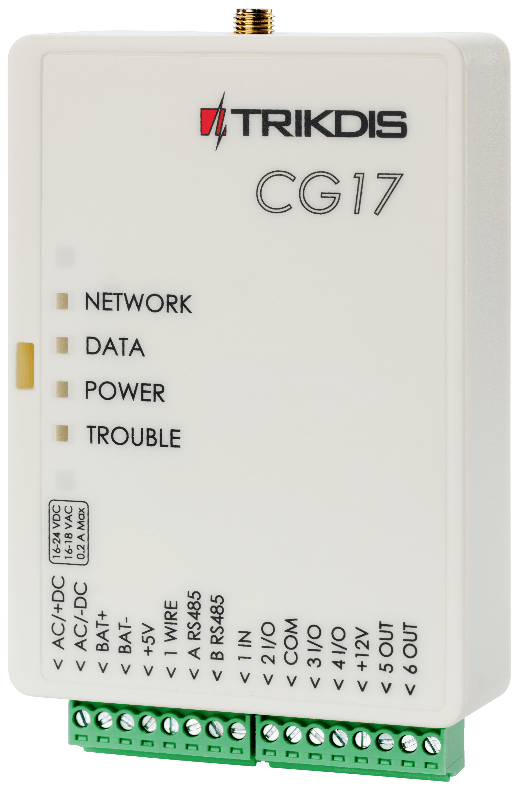 TRIKDIS
CG17
NETWORK
DATA
POWER
TROUBLE
16-24 VDC
16-18 VAC
0.2 A Max
< AC/+DC
< AC/-DC
< BAT+
< BAT-
< +5V
< 1 WIRE
< A RS485
< B RS485
< 1 IN
< 2 I/O
< COM
< 3 I/O
< 4 I/O
< +12V
< 5 OUT
< 6 OUT